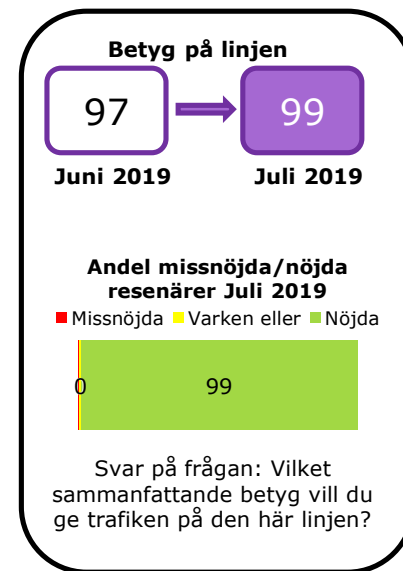 Betyg på linjen
97 99
Juni 2019 Juli 2019
Andel missnöjda/nöjda
resenärer Juli 2019
Missnöjda Varken eller Nöjda
0 99
Svar på frågan: Vilket
sammanfattande betyg vill du
ge trafiken på den här linjen?